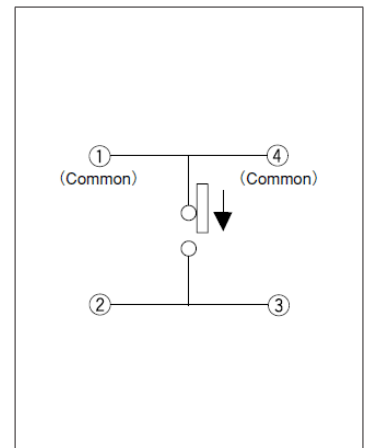 ① ④
（Common） （Common）
② ③